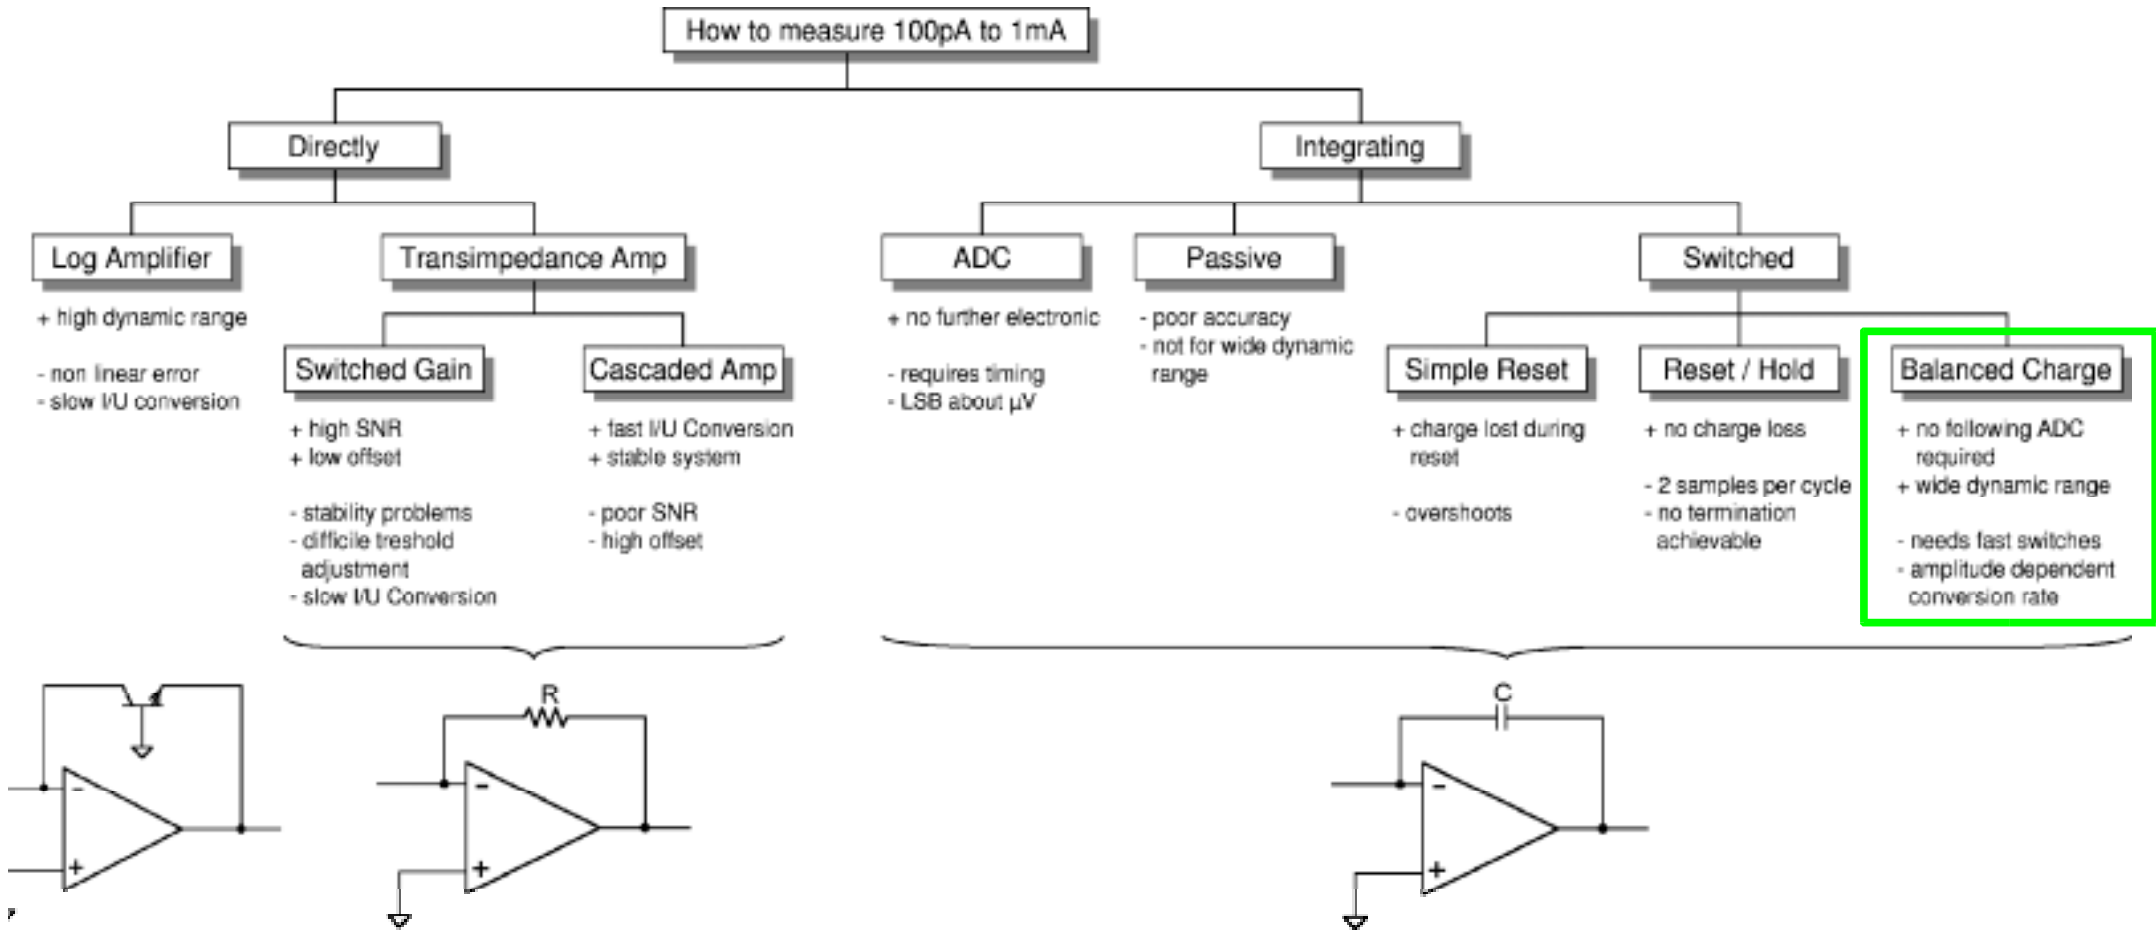 How to measure 100pA to 1mA
Directly
Integrating
Log Amplifier
Transimpedance Amp
ADC
Passive
Switched
+ high dynamic range
- non linear error
- slow I/U conversion
Switched Gain
+ high SNR
+ low offset
- stability problems
- difficile treshold
adjustment
- slow I/U Conversion
Cascaded Amp
+ fast I/U Conversion
+ stable system
- poor SNR
- high offset
+ no further electronic
- requires timing
- LSB about µV
- poor accuracy
- not for wide dynamic
range
Simple Reset
+ charge lost during
reset
- overshoots
Reset / Hold
+ no charge loss
- 2 samples per cycle
- no termination
achievable
Balanced Charge
+ no following ADC
required
+ wide dynamic range
- needs fast switches
- amplitude dependent
conversion rate
R
C
-
+
-
+
-
+